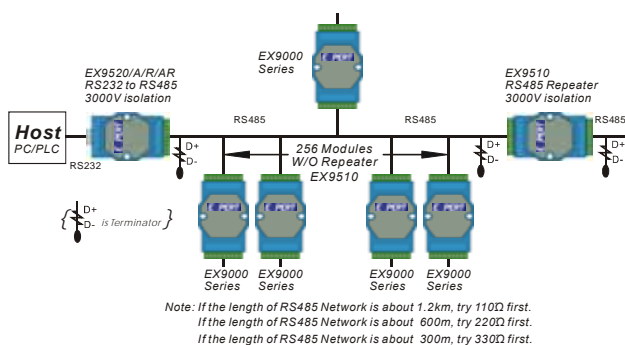 EX9000
Series
EX9520/A/R/AR
RS232 to RS485
3000V isolation
EX9510
RS485 Repeater
3000V isolation
Host
PC/PLC
RS232
RS485
RS485
RS485
D+
D-
D+
D-
D+
D-
256 Modules
W/O Repeater
EX9510
{ D+
D- is Terminator }
EX9000
Series
EX9000
Series
EX9000
Series
EX9000
Series
Note: If the length of RS485 Network is about 1.2km, try 110Ω first.
If the length of RS485 Network is about 600m, try 220Ω first.
If the length of RS485 Network is about 300m, try 330Ω first.